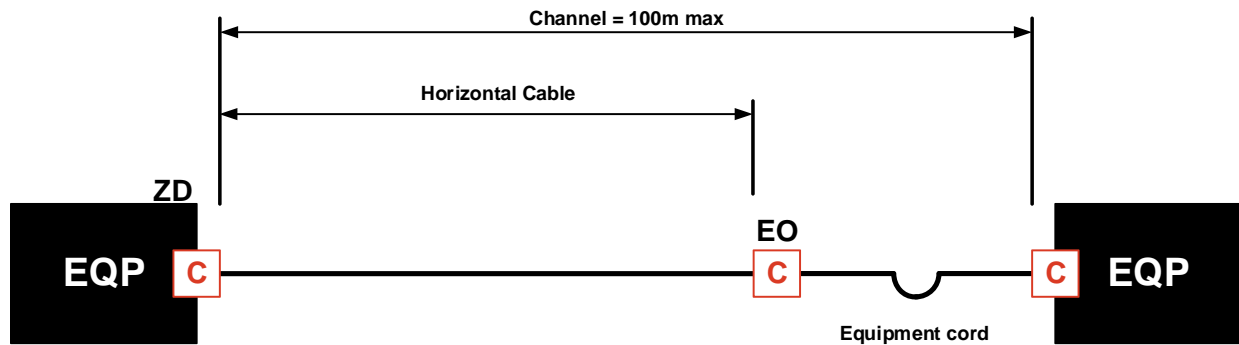 Channel = 100m max
Horizontal Cable
ZD
EO
EQP
C
C
C
EQP
Equipment cord